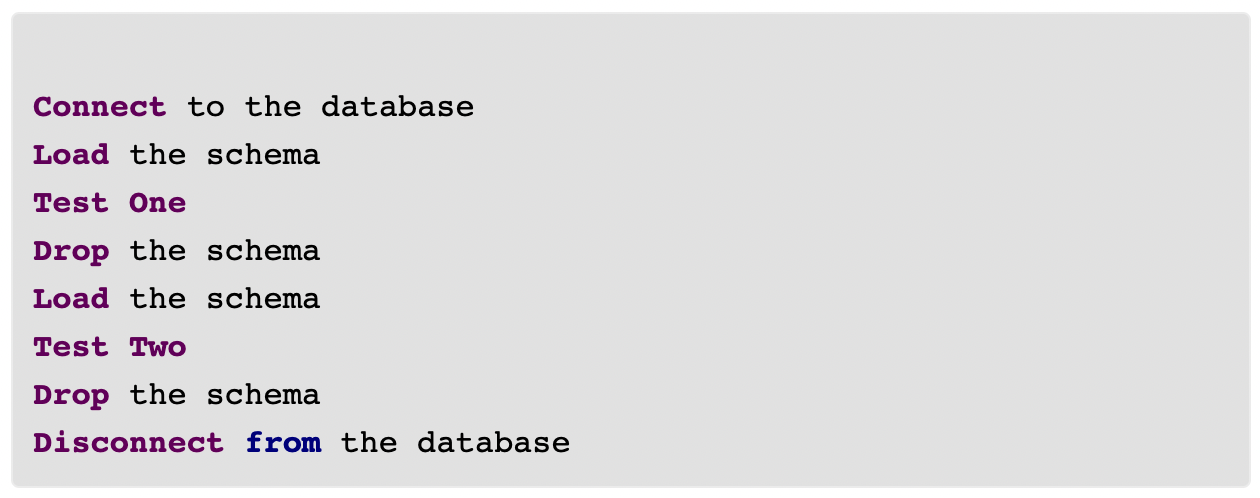 Connect to the database
Load the schema
Test One
Drop the schema
Load the schema
Test Two
Drop the schema
Disconnect from the database